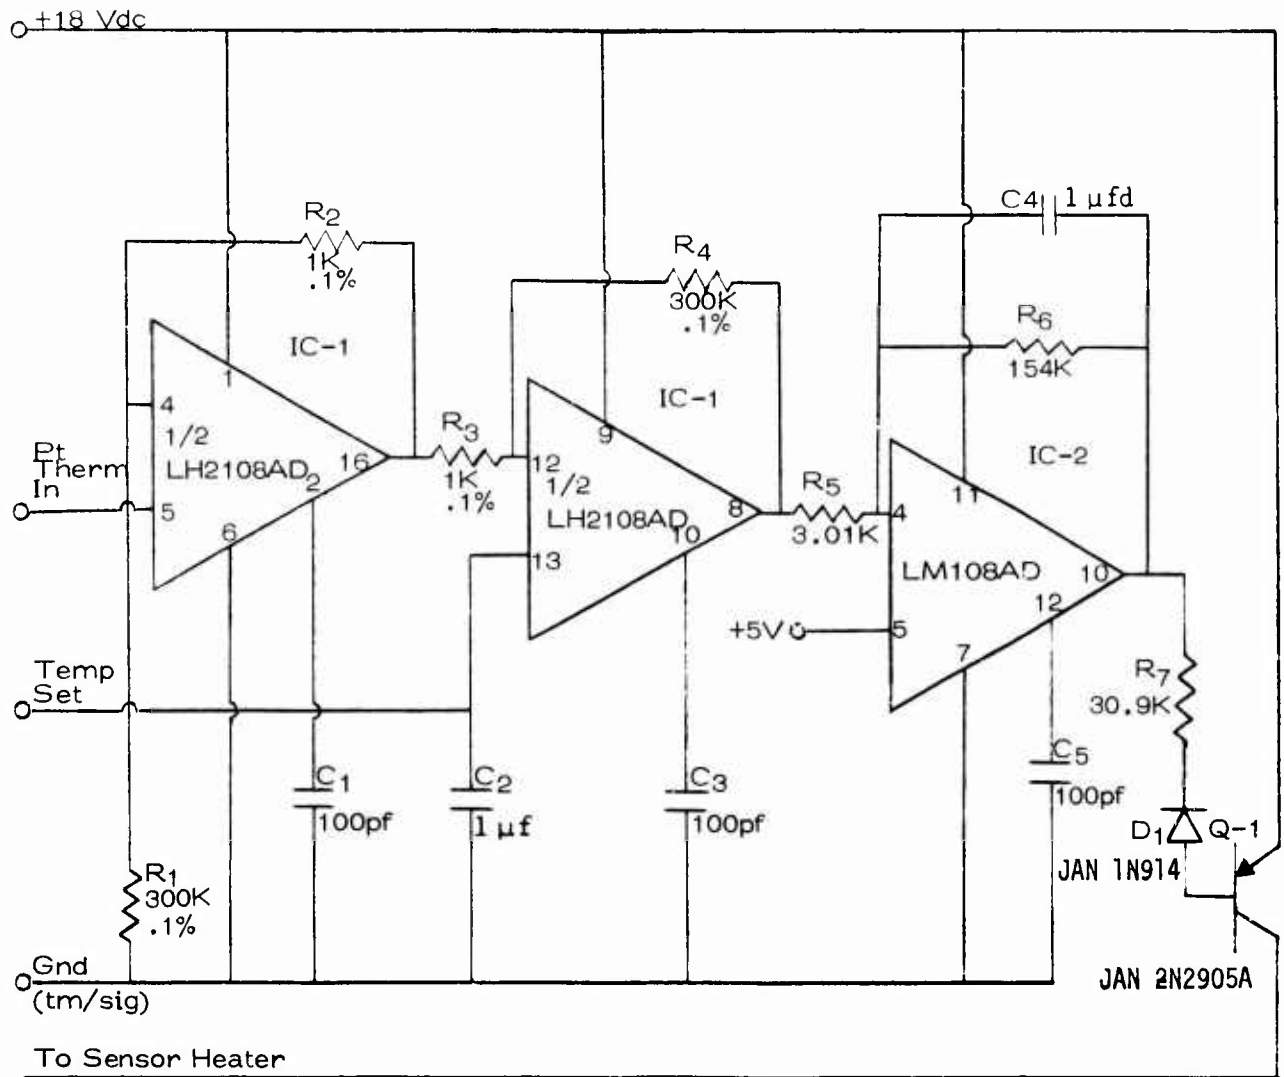 +18 Vdc
R2
1K
.1%
IC-1
1
4
1/2
LH2108AD
2
16
5
6
Pt
Therm
In
R3
1K
.1%
R4
300K
.1%
IC-1
9
12
1/2
LH2108AD
10
8
13
R5
3.01K
C4 1 µfd
R6
154K
IC-2
11
4
LM108AD
10
12
5
7
+5V
Temp
Set
R7
30.9K
C1
100pf
C2
1 µf
C3
100pf
C5
100pf
D1
Q-1
JAN 1N914
R1
300K
.1%
Gnd
(tm/sig)
JAN 2N2905A
To Sensor Heater